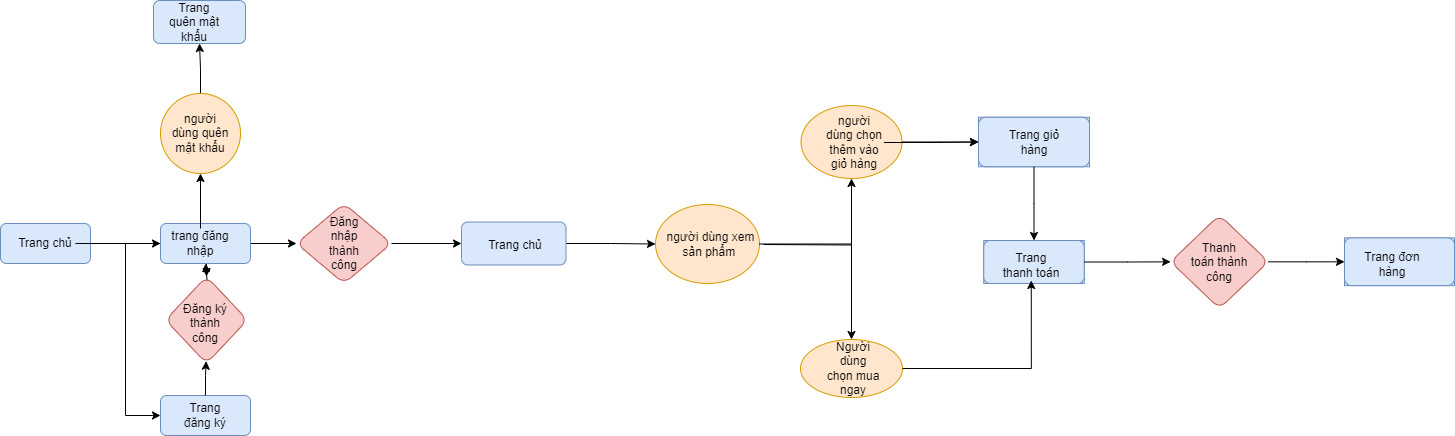 Trang
quên mật
khẩu
người
dùng quên
mật khẩu
Trang chủ
trang đăng
nhập
Đăng ký
thành
công
Trang
đăng ký
Đăng
nhập
thành
công
Trang chủ
người dùng xem
sản phẩm
người
dùng chọn
thêm vào
giỏ hàng
Trang giỏ
hàng
Người
dùng
chọn mua
ngay
Trang
thanh toán
Thanh
toán thành
công
Trang đơn
hàng